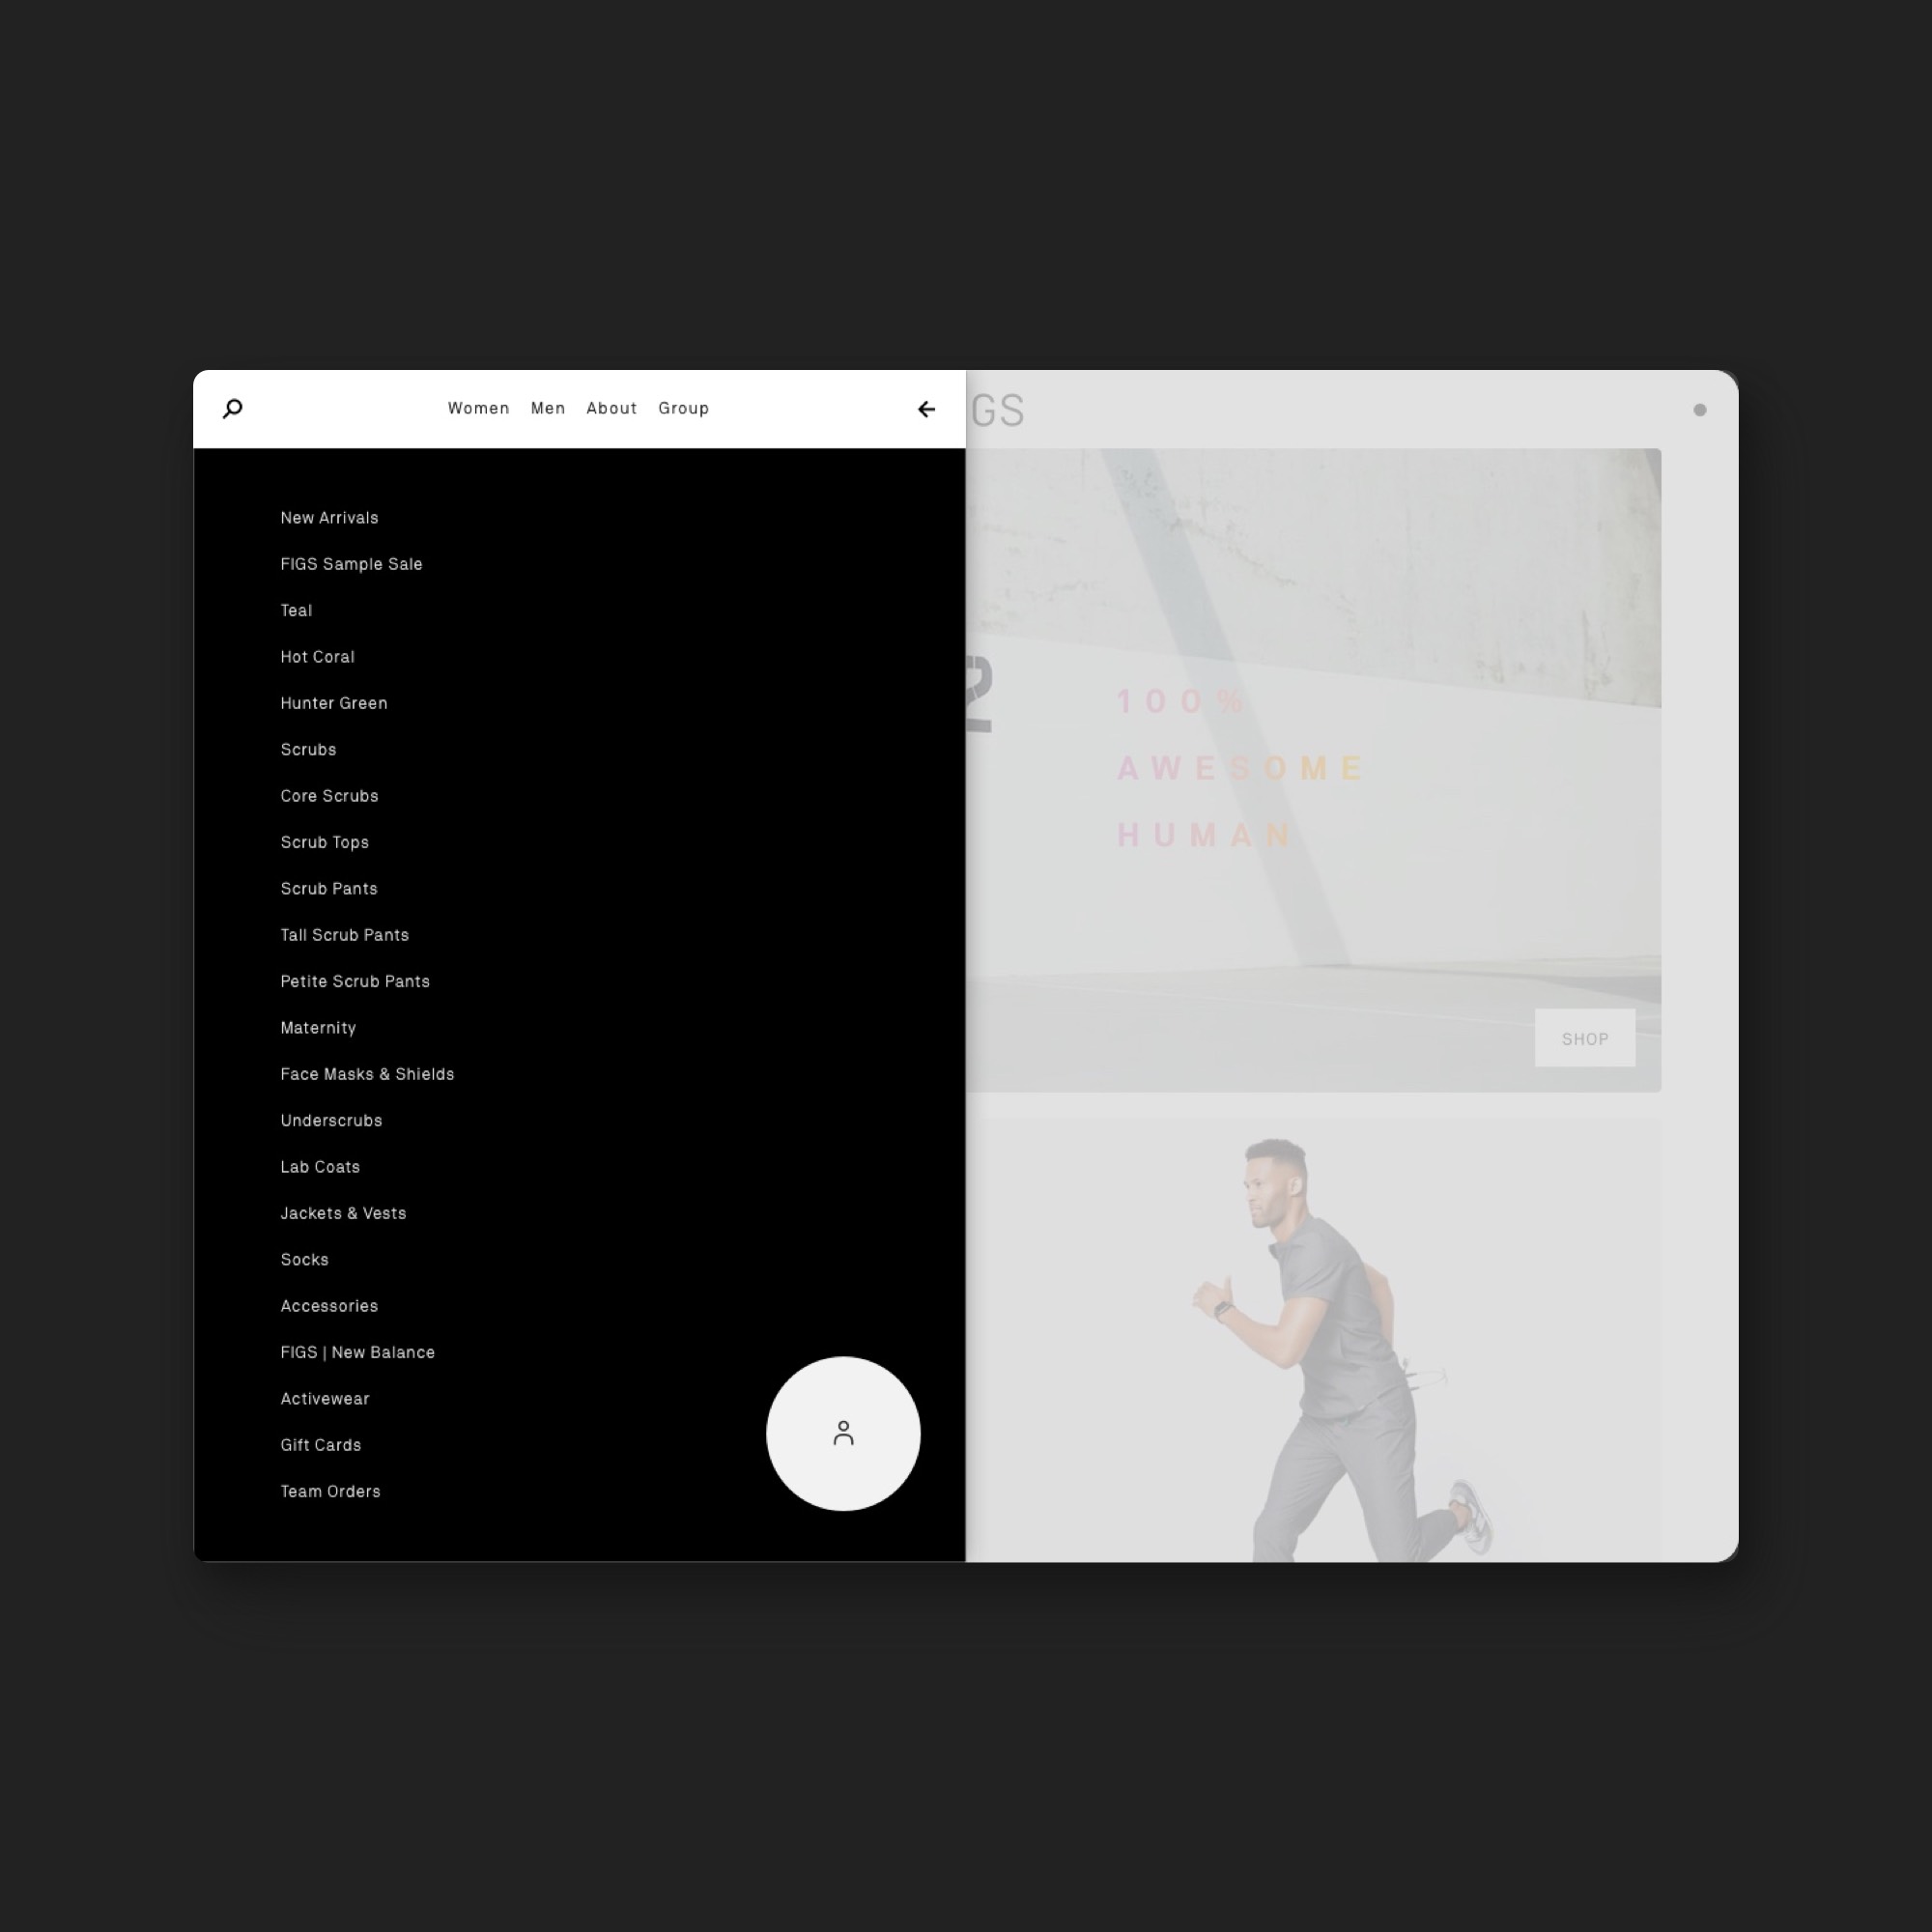 Women Men About Group
GS
New Arrivals
FIGS Sample Sale
Teal
Hot Coral
Hunter Green
Scrubs
Core Scrubs
Scrub Tops
Scrub Pants
Tall Scrub Pants
Petite Scrub Pants
Maternity
Face Masks & Shields
Underscrubs
Lab Coats
Jackets & Vests
Socks
Accessories
FIGS | New Balance
Activewear
Gift Cards
Team Orders
100%
AWESOME
HUMAN
SHOP